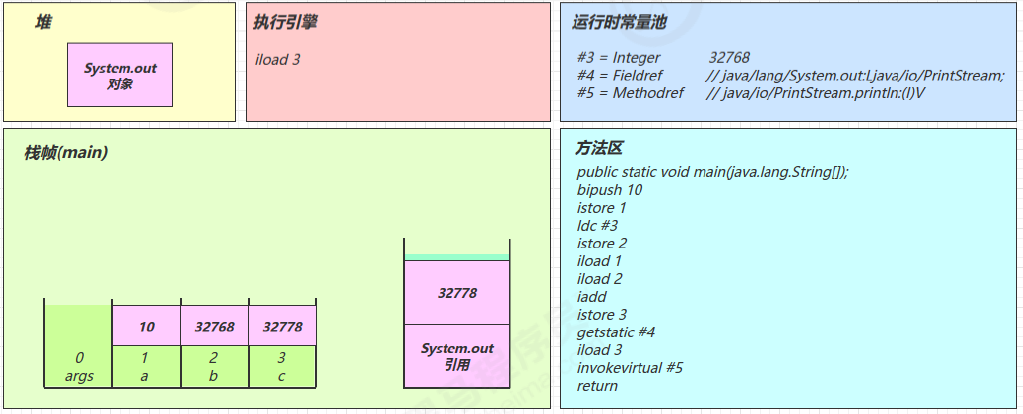 堆
System.out
对象
执行引擎
iload 3
运行时常量池
#3 = Integer 32768
#4 = Fieldref // java/lang/System.out:Ljava/io/PrintStream;
#5 = Methodref // java/io/PrintStream.println:(I)V
栈帧(main)
10 32768 32778
0 1 2 3
args a b c
32778
System.out
引用
方法区
public static void main(java.lang.String[]);
bipush 10
istore 1
ldc #3
istore 2
iload 1
iload 2
iadd
istore 3
getstatic #4
iload 3
invokevirtual #5
return